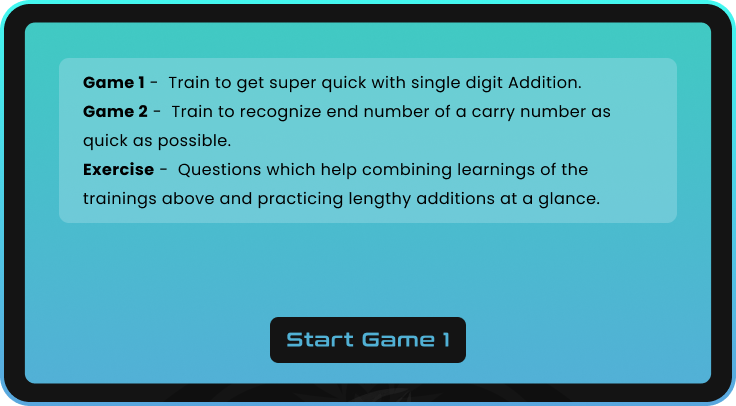 Game 1 - Train to get super quick with single digit Addition.
Game 2 - Train to recognize end number of a carry number as
quick as possible.
Exercise - Questions which help combining learnings of the
trainings above and practicing lengthy additions at a glance.
Start Game 1